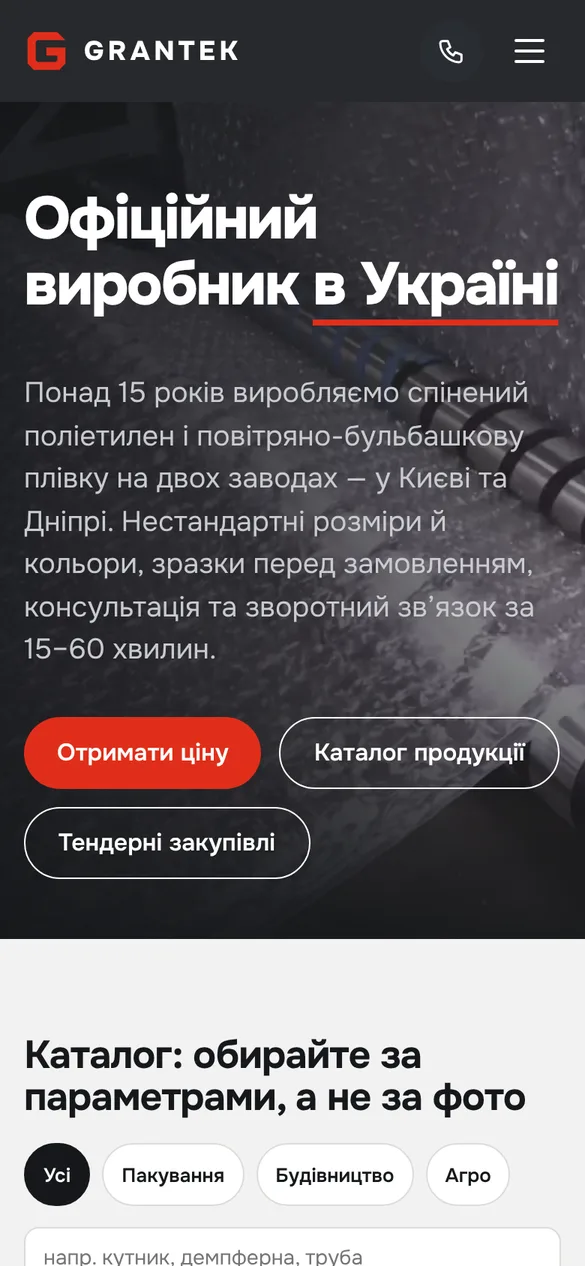 GRANTEK
Офіційний
виробник в Україні
Понад 15 років виробляємо спінений
поліетилен і повітряно-бульбашкову
плівку на двох заводах — у Києві та
Дніпрі. Нестандартні розміри й
кольори, зразки перед замовленням,
консультація та зворотний зв’язок за
15–60 хвилин.
Отримати ціну
Каталог продукції
Тендерні закупівлі
Каталог: обирайте за
параметрами, а не за фото
Усі
Пакування
Будівництво
Агро
напр. кутник, демпферна, труба